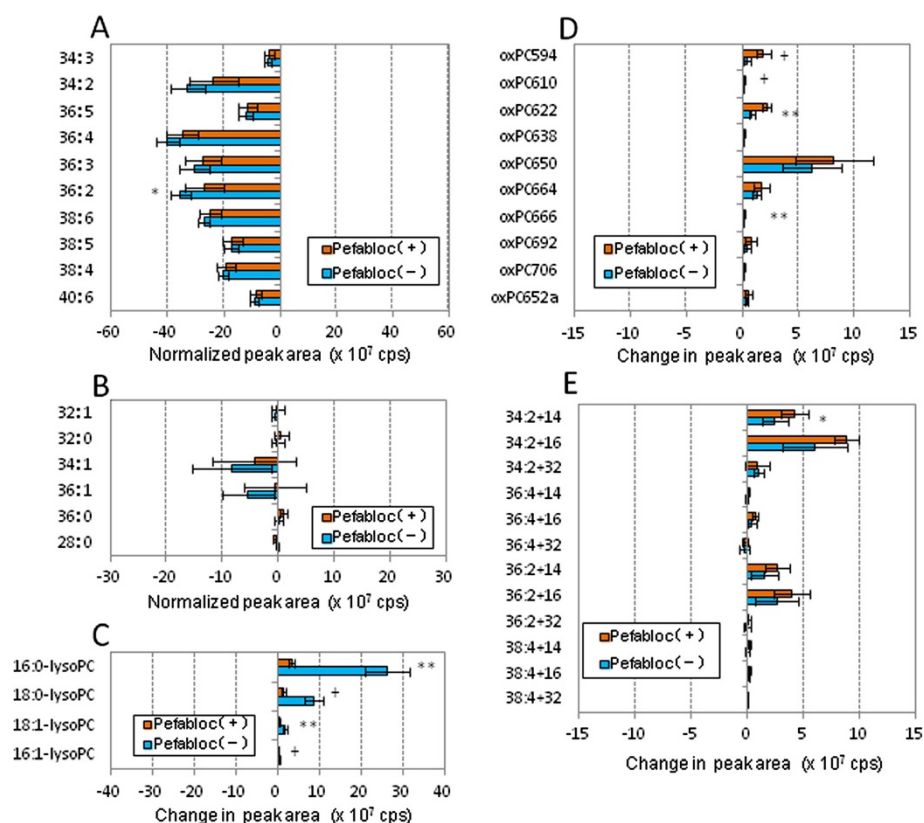 A
34:3
34:2
36:5
36:4
36:3
36:2
*
38:6
38:5
38:4
40:6
Pefabloc(+)
Pefabloc(−)
-60 -40 -20 0 20 40 60
Normalized peak area (x 10⁷ cps)
B
32:1
32:0
34:1
36:1
36:0
28:0
Pefabloc(+)
Pefabloc(−)
-30 -20 -10 0 10 20 30
Normalized peak area (x 10⁷ cps)
C
16:0-lysoPC **
18:0-lysoPC +
18:1-lysoPC **
16:1-lysoPC +
Pefabloc(+)
Pefabloc(−)
-40 -30 -20 -10 0 10 20 30 40
Change in peak area (x 10⁷ cps)
D
oxPC594 +
oxPC610 +
oxPC622 **
oxPC638
oxPC650
oxPC664
oxPC666 **
oxPC692
oxPC706
oxPC652a
Pefabloc(+)
Pefabloc(−)
-15 -10 -5 0 5 10 15
Change in peak area (x 10⁷ cps)
E
34:2+14 *
34:2+16
34:2+32
36:4+14
36:4+16
36:4+32
36:2+14
36:2+16
36:2+32
38:4+14
38:4+16
38:4+32
Pefabloc(+)
Pefabloc(−)
-15 -10 -5 0 5 10 15
Change in peak area (x 10⁷ cps)